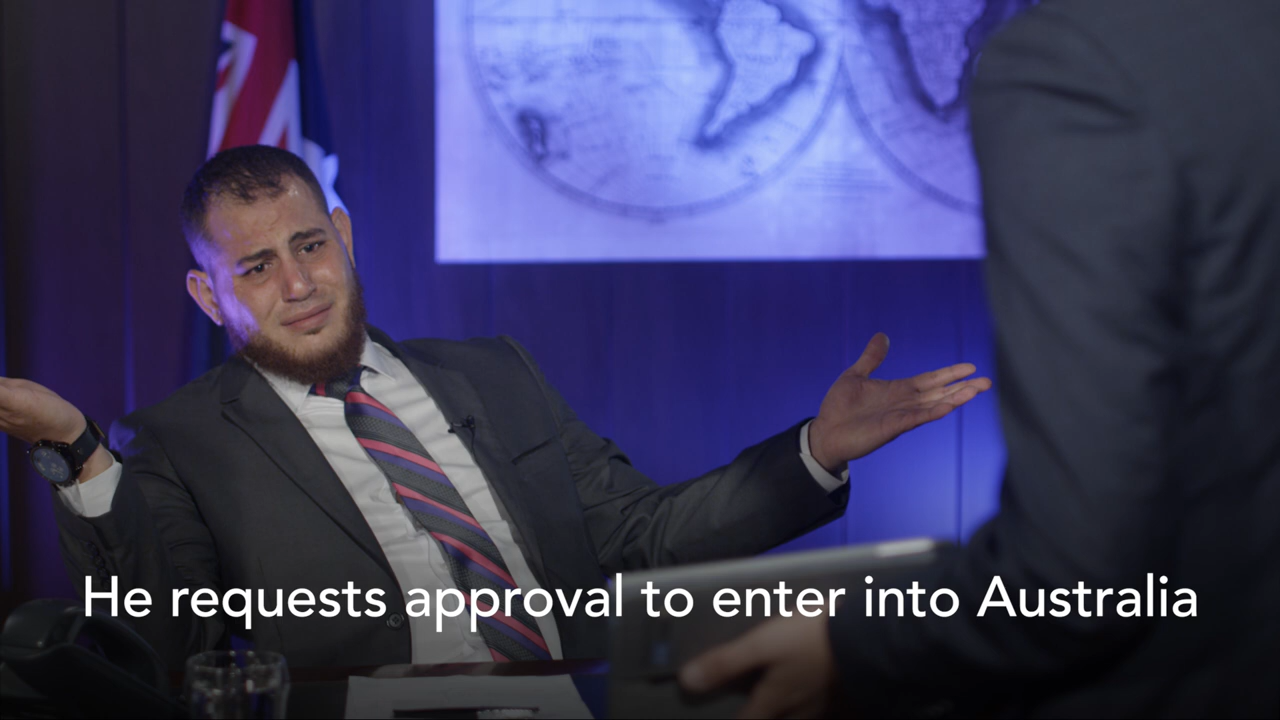 He requests approval to enter into Australia